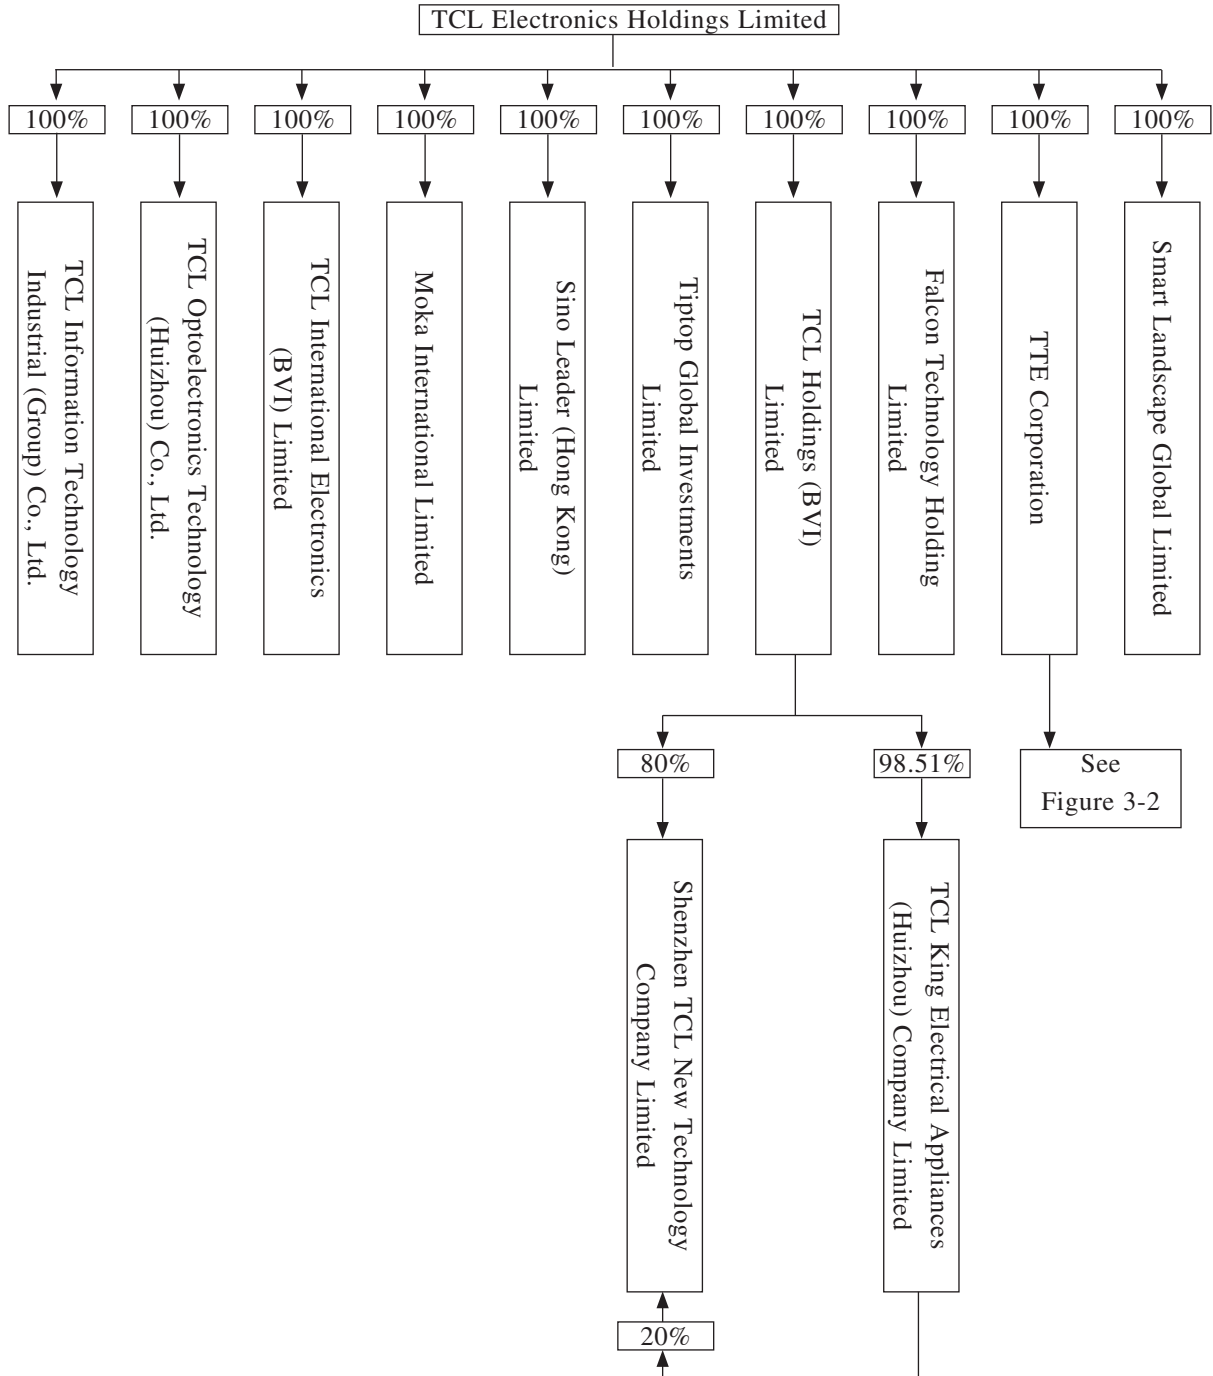 TCL Electronics Holdings Limited
100%
100%
100%
100%
100%
100%
100%
100%
100%
100%
TCL Information Technology
Industrial (Group) Co., Ltd.
TCL Optoelectronics Technology
(Huizhou) Co., Ltd.
TCL International Electronics
(BVI) Limited
Moka International Limited
Sino Leader (Hong Kong)
Limited
Tiptop Global Investments
Limited
TCL Holdings (BVI)
Limited
Falcon Technology Holding
Limited
TTE Corporation
Smart Landscape Global Limited
80%
98.51%
See
Figure 3-2
Shenzhen TCL New Technology
Company Limited
TCL King Electrical Appliances
(Huizhou) Company Limited
20%